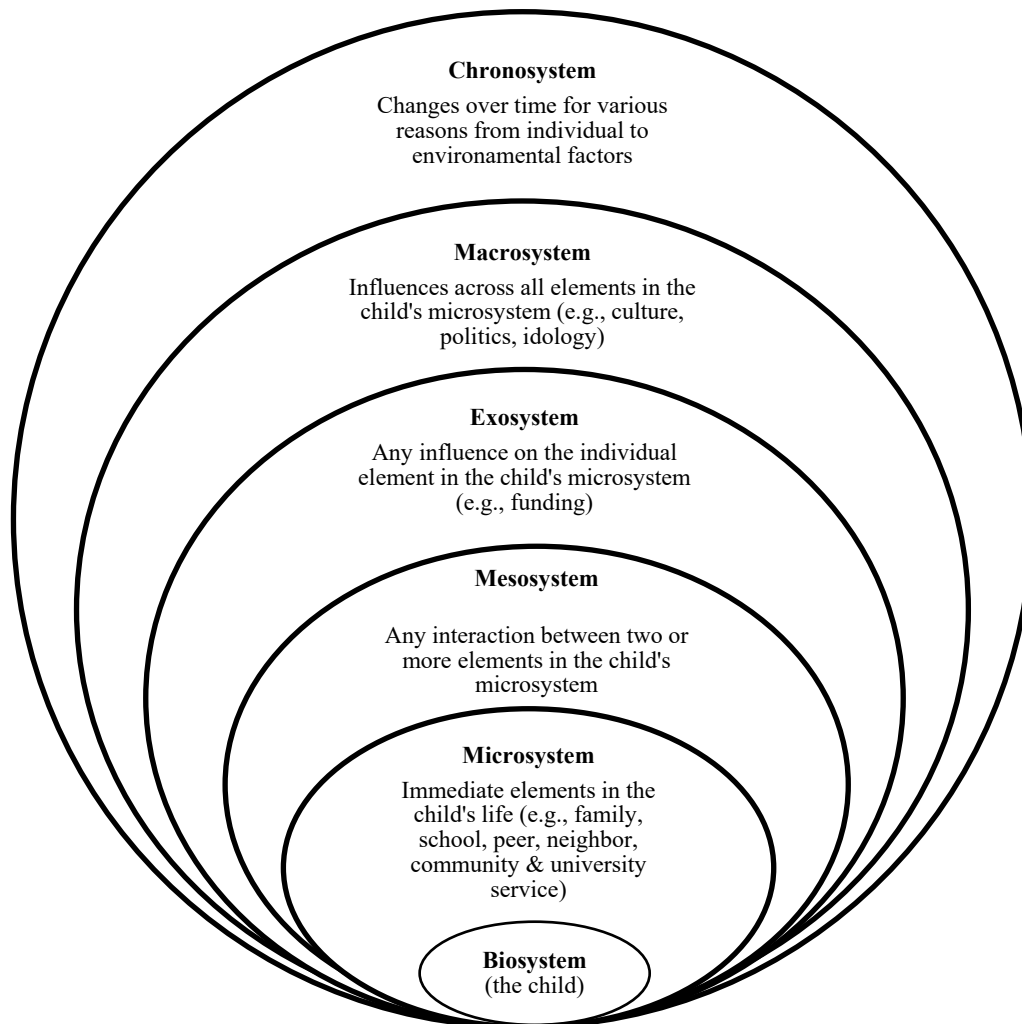 Chronosystem
Changes over time for various
reasons from individual to
environamental factors
Macrosystem
Influences across all elements in the
child's microsystem (e.g., culture,
politics, idology)
Exosystem
Any influence on the individual
element in the child's microsystem
(e.g., funding)
Mesosystem
Any interaction between two or
more elements in the child's
microsystem
Microsystem
Immediate elements in the
child's life (e.g., family,
school, peer, neighbor,
community & university
service)
Biosystem
(the child)